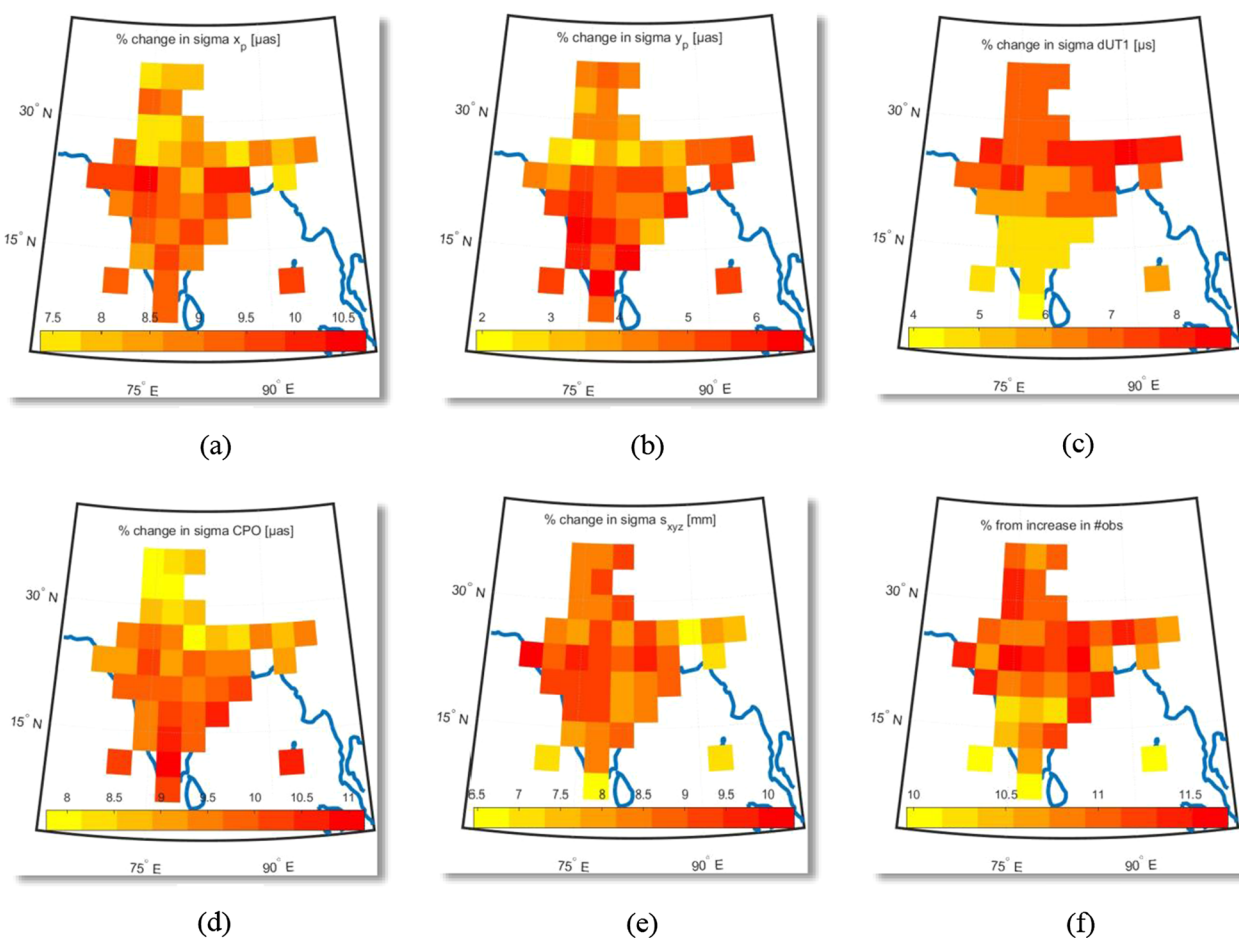 % change in sigma x_p [µas]
30° N
15° N
7.5 8 8.5 9 9.5 10 10.5
75° E 90° E
(a)
% change in sigma y_p [µas]
30° N
15° N
2 3 4 5 6
75° E 90° E
(b)
% change in sigma dUT1 [µs]
30° N
15° N
4 5 6 7 8
75° E 90° E
(c)
% change in sigma CPO [µas]
30° N
15° N
8 8.5 9 9.5 10 10.5 11
75° E 90° E
(d)
% change in sigma s_xyz [mm]
30° N
15° N
6.5 7 7.5 8 8.5 9 9.5 10
75° E 90° E
(e)
% from increase in #obs
30° N
15° N
10 10.5 11 11.5
75° E 90° E
(f)